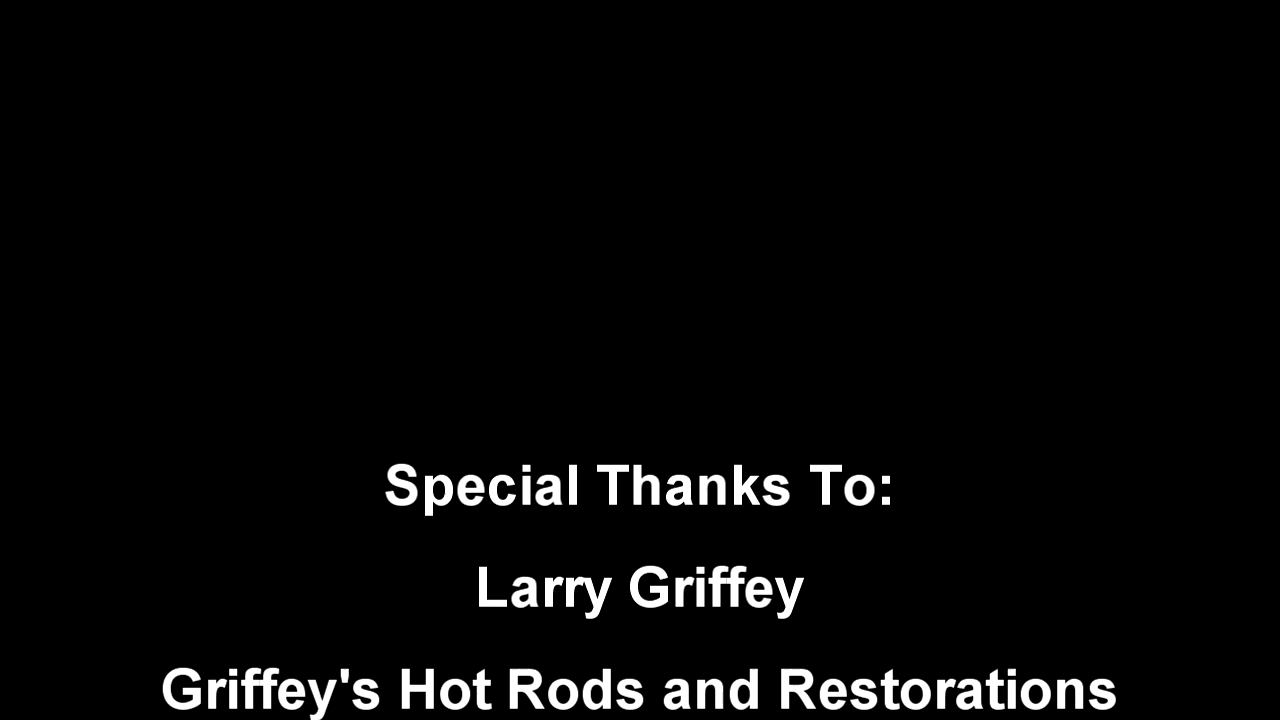 Special Thanks To:
Larry Griffey
Griffey's Hot Rods and Restorations